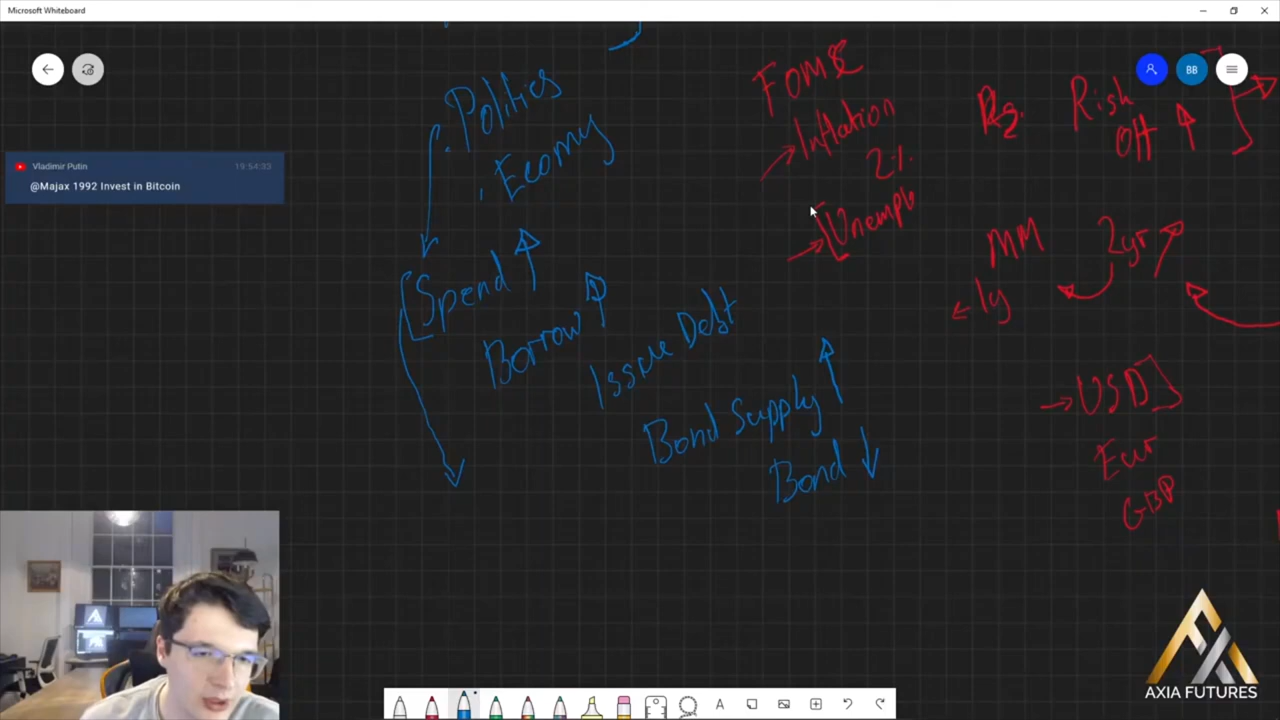 Microsoft Whiteboard
BB
Vladimir Putin 19:54:33
@Majax 1992 Invest in Bitcoin
Politics
Ecomy
Spend
Borrow
Issue Debt
Bond Supply
Bond
FOMC
Inflation
2%
Unempl
Risk
Off
MM
2yr
1y
USD
Eur
GBP
A
AXIA FUTURES